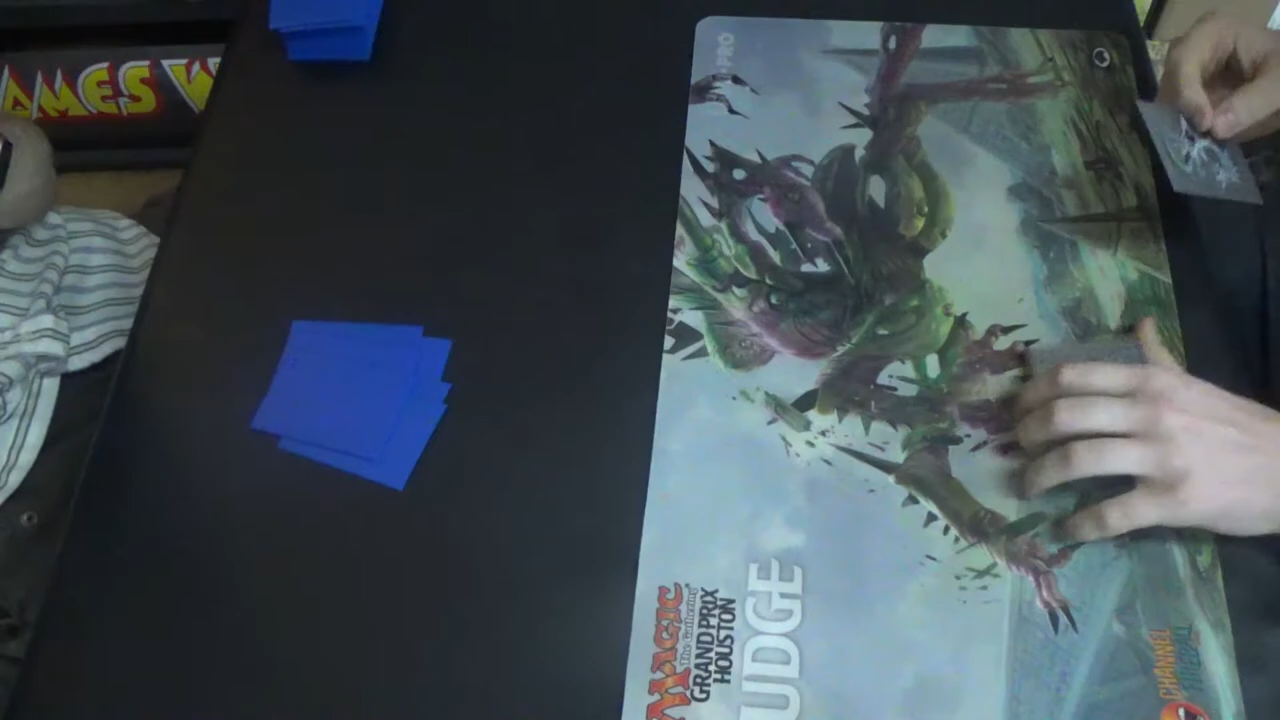 AMES W
PRO
MAGIC
The Gathering
GRAND PRIX
HOUSTON
UDGE
CHANNEL